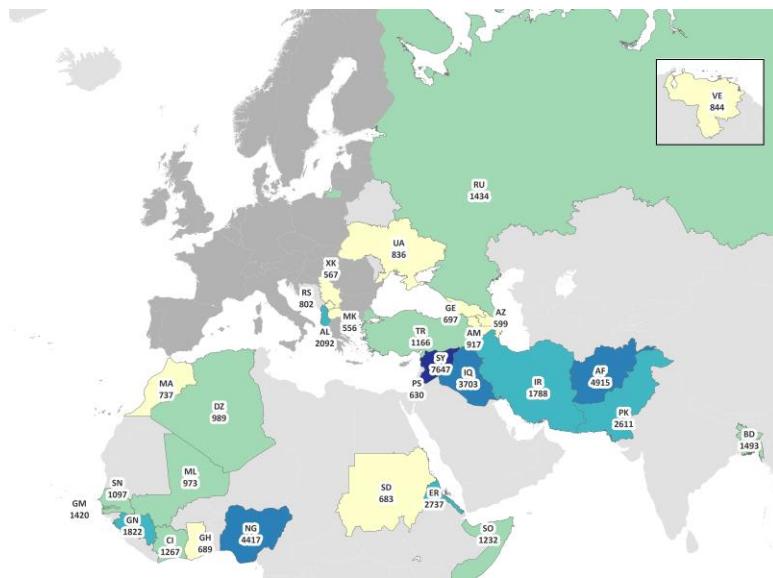 VE
844
RU
1434
UA
836
XK
567
RS
802
GE
697
AZ
599
MK
556
AM
917
AL
2092
TR
1166
SY
7647
IQ
3703
IR
1788
AF
4915
PS
630
MA
737
DZ
989
PK
2611
BD
1493
ML
973
SN
1097
SD
683
ER
2737
GM
1420
GN
1822
CI
1267
GH
689
NG
4417
SO
1232